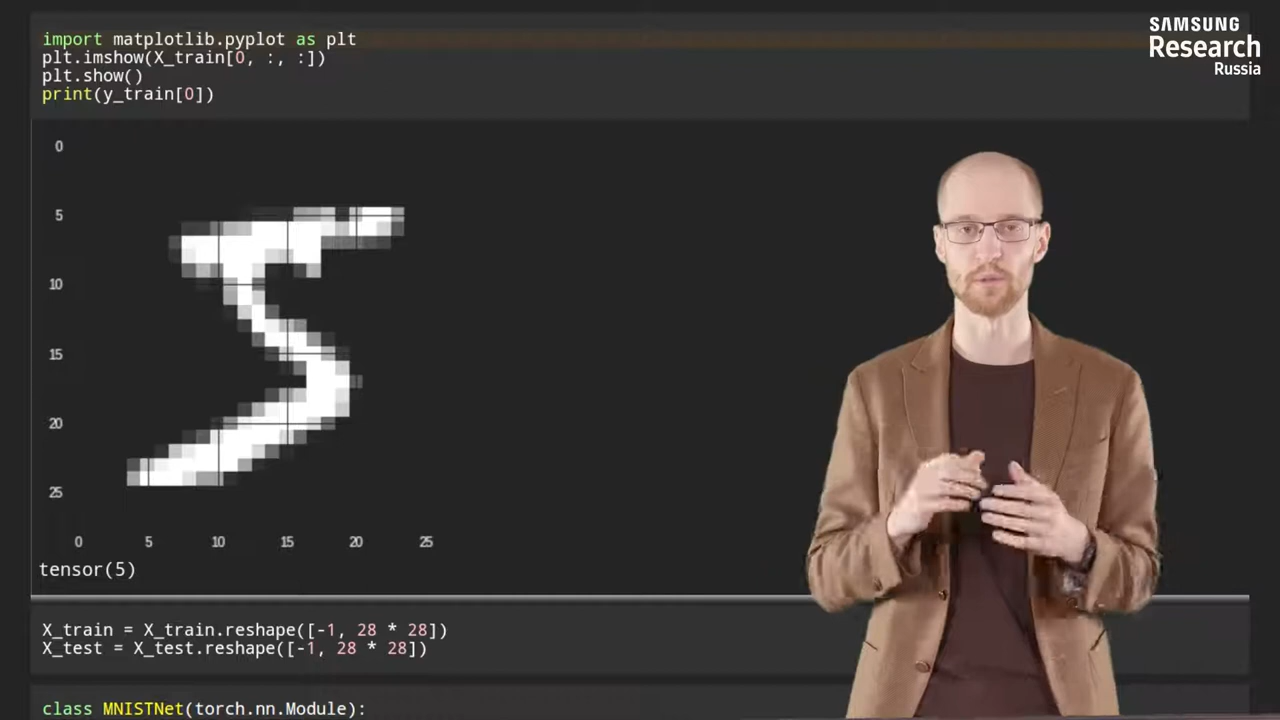 import matplotlib.pyplot as plt
plt.imshow(X_train[0, :, :])
plt.show()
print(y_train[0])
SAMSUNG
Research
Russia
0
5
10
15
20
25
0 5 10 15 20 25
tensor(5)
X_train = X_train.reshape([-1, 28 * 28])
X_test = X_test.reshape([-1, 28 * 28])
class MNISTNet(torch.nn.Module):